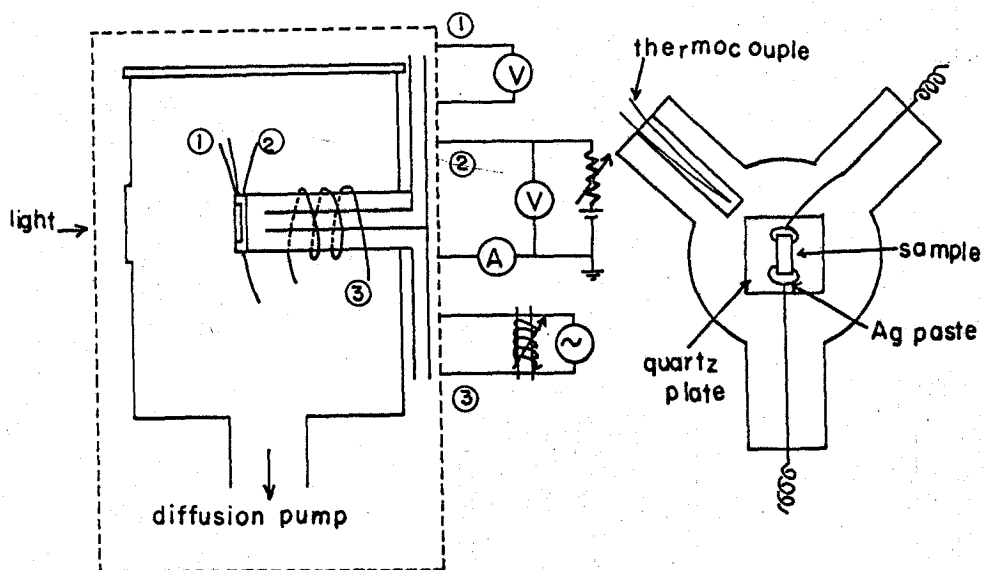 ①
V
thermocouple
① ②
②
V
light
sample
A
③
Ag paste
quartz
plate
~
③
diffusion pump